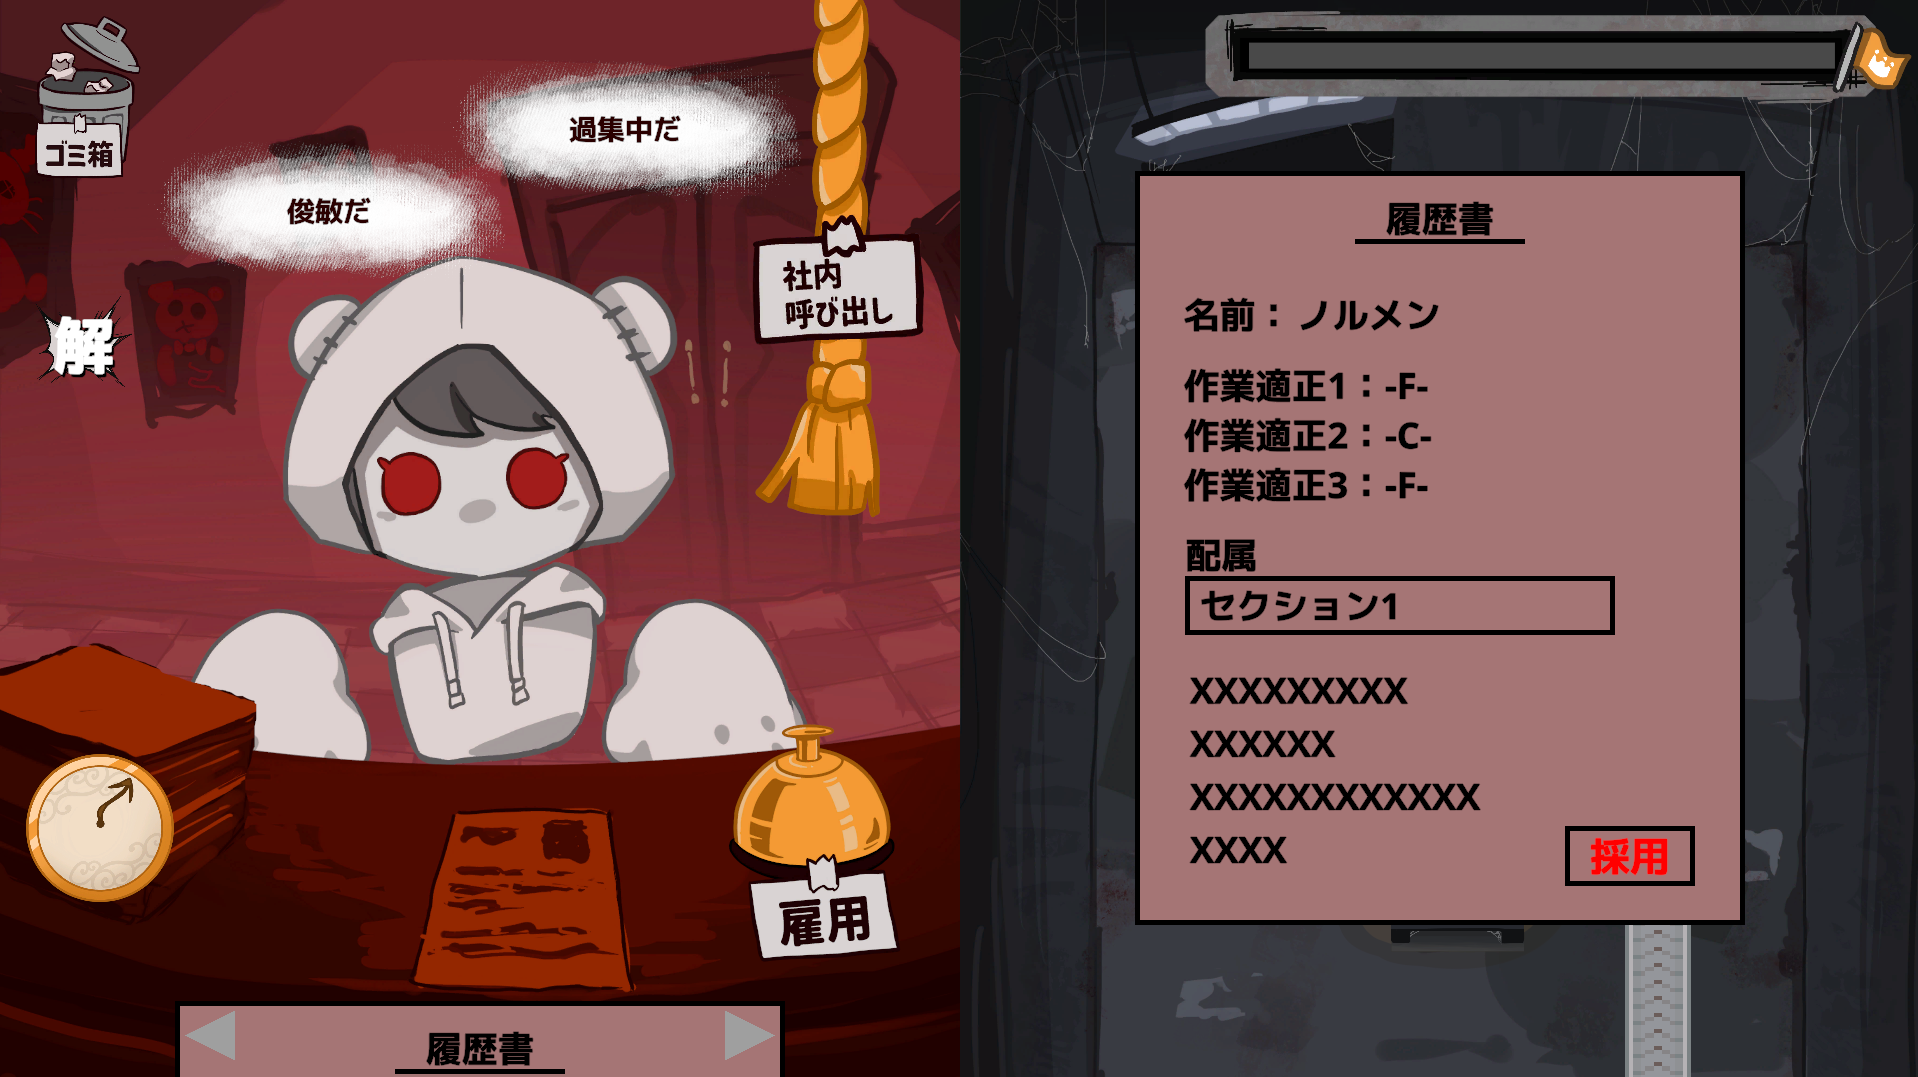 ゴミ箱
過集中だ
俊敏だ
社内
呼び出し
解
雇用
履歴書
履歴書
名前： ノルメン
作業適正1：-F-
作業適正2：-C-
作業適正3：-F-
配属
セクション1
XXXXXXXXX
XXXXXX
XXXXXXXXXXXX
XXXX
採用